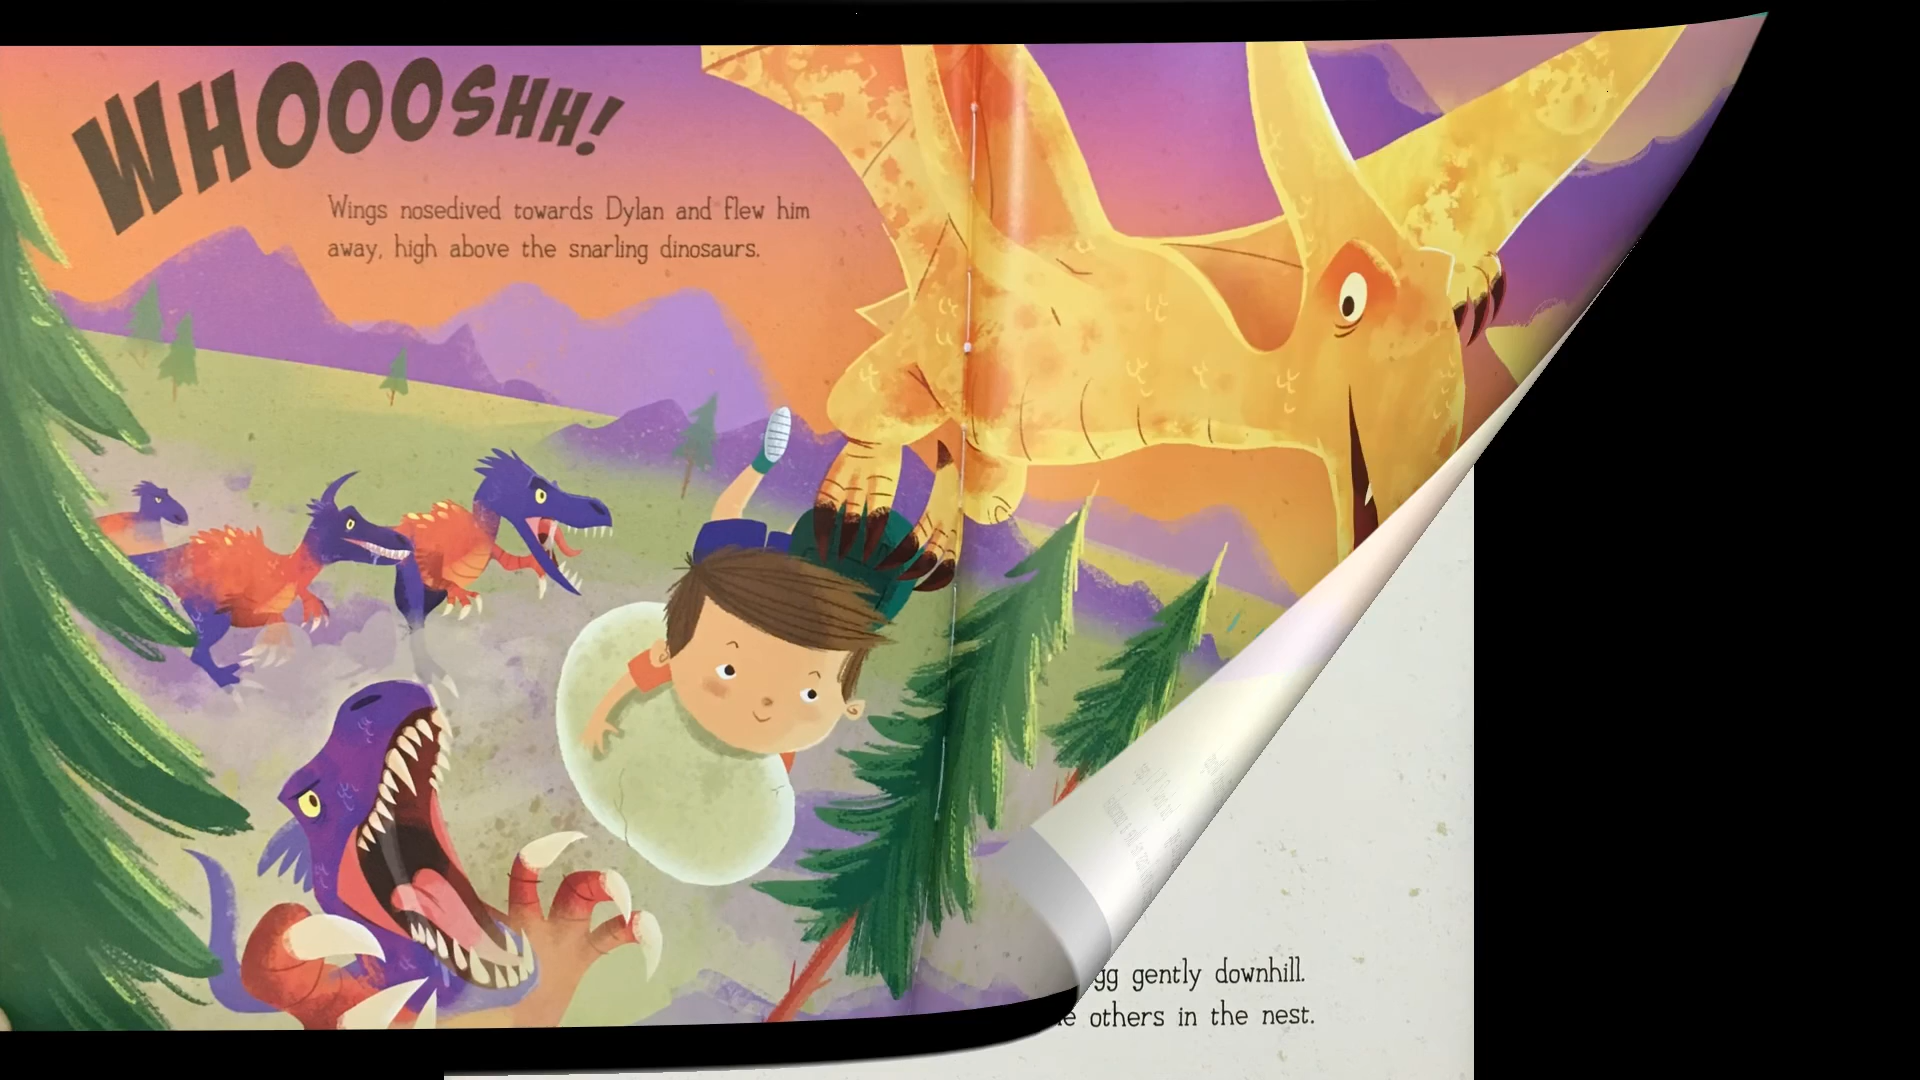 WHOOOSHH!
Wings nosedived towards Dylan and flew him
away, high above the snarling dinosaurs.
gently downhill.
others in the nest.